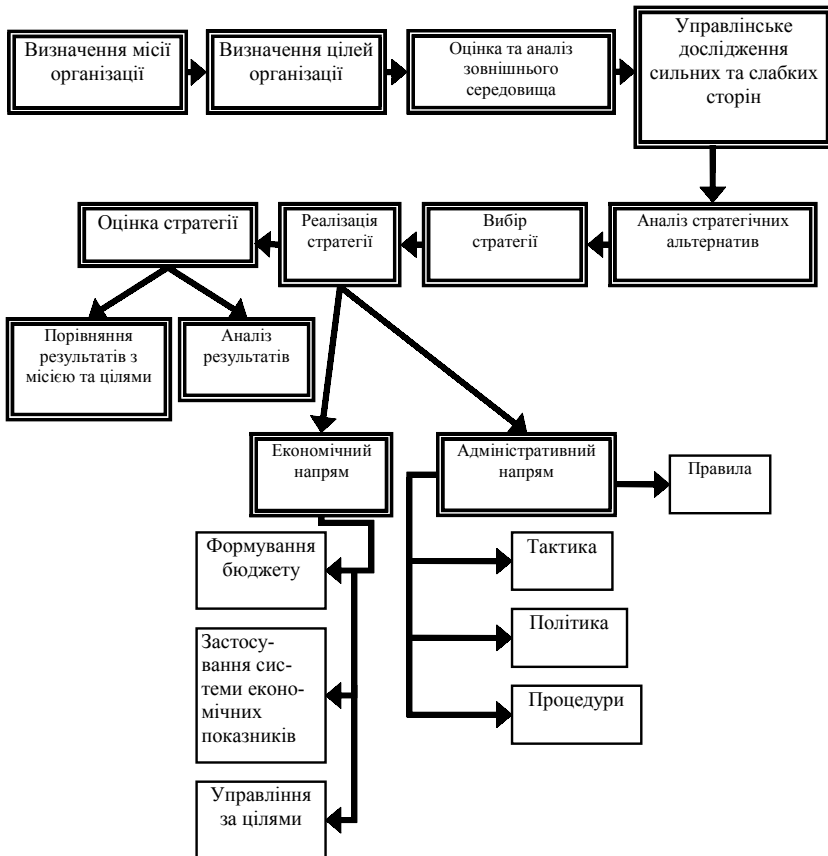 Визначення місії
організації
Визначення цілей
організації
Оцінка та аналіз
зовнішнього
середовища
Управлінське
дослідження
сильних та слабких
сторін
Оцінка стратегії
Реалізація
стратегії
Вибір
стратегії
Аналіз стратегічних
альтернатив
Порівняння
результатів з
місією та цілями
Аналіз
результатів
Економічний
напрям
Адміністративний
напрям
Правила
Формування
бюджету
Застосу-
вання сис-
теми еконо-
мічних
показників
Управління
за цілями
Тактика
Політика
Процедури